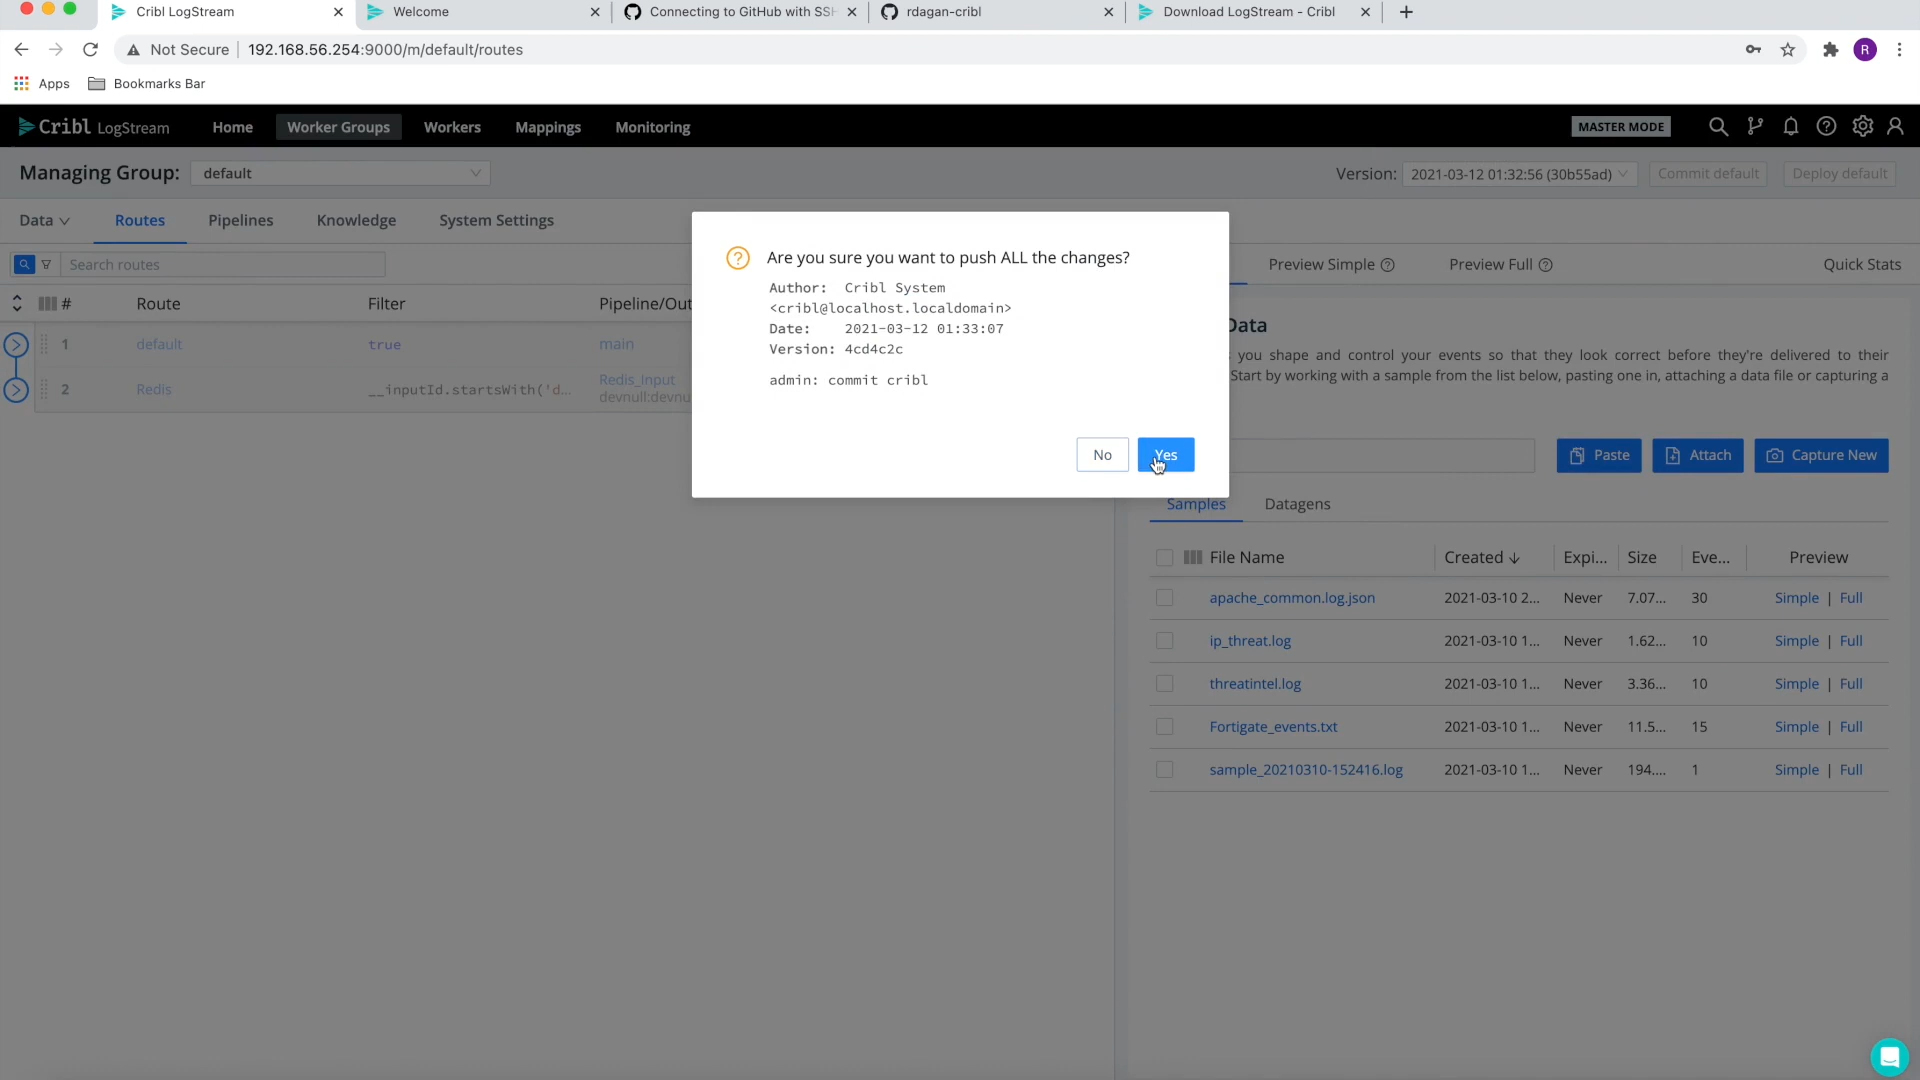 Cribl LogStream
Welcome
Connecting to GitHub with SSH
rdagan-cribl
Download LogStream - Cribl
Not Secure
192.168.56.254:9000/m/default/routes
R
Apps
Bookmarks Bar
Cribl LogStream
Home
Worker Groups
Workers
Mappings
Monitoring
MASTER MODE
Managing Group:
default
Version:
2021-03-12 01:32:56 (30b55ad)
Commit default
Deploy default
Data
Routes
Pipelines
Knowledge
System Settings
Search routes
Preview Simple
Preview Full
Quick Stats
#
Route
Filter
Pipeline/Out
1
default
true
main
2
Redis
__inputId.startsWith('d...
Redis_Input
devnull:devnu
Are you sure you want to push ALL the changes?
Author: Cribl System
<cribl@localhost.localdomain>
Date: 2021-03-12 01:33:07
Version: 4cd4c2c
admin: commit cribl
No
Yes
Data
you shape and control your events so that they look correct before they're delivered to their
Start by working with a sample from the list below, pasting one in, attaching a data file or capturing a
Paste
Attach
Capture New
Samples
Datagens
File Name
Created
Expi...
Size
Eve...
Preview
apache_common.log.json
2021-03-10 2...
Never
7.07...
30
Simple | Full
ip_threat.log
2021-03-10 1...
Never
1.62...
10
Simple | Full
threatintel.log
2021-03-10 1...
Never
3.36...
10
Simple | Full
Fortigate_events.txt
2021-03-10 1...
Never
11.5...
15
Simple | Full
sample_20210310-152416.log
2021-03-10 1...
Never
194....
1
Simple | Full